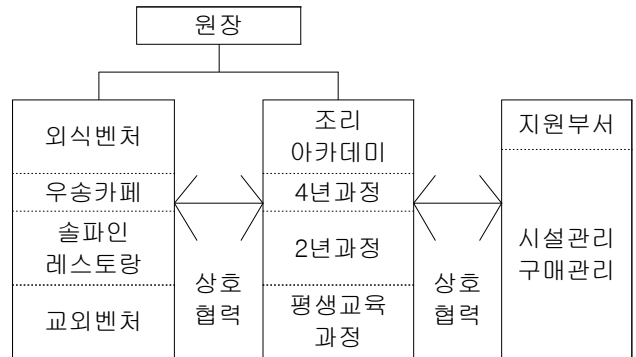 원장
외식벤처
우송카페
솔파인
레스토랑
교외벤처
상호
협력
조리
아카데미
4년과정
2년과정
평생교육
과정
상호
협력
지원부서
시설관리
구매관리